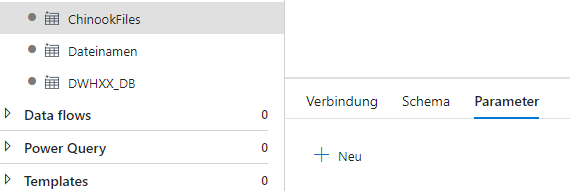 ChinookFiles
Dateinamen
DWHXX_DB
Data flows 0
Power Query 0
Templates 0
Verbindung Schema Parameter
Neu